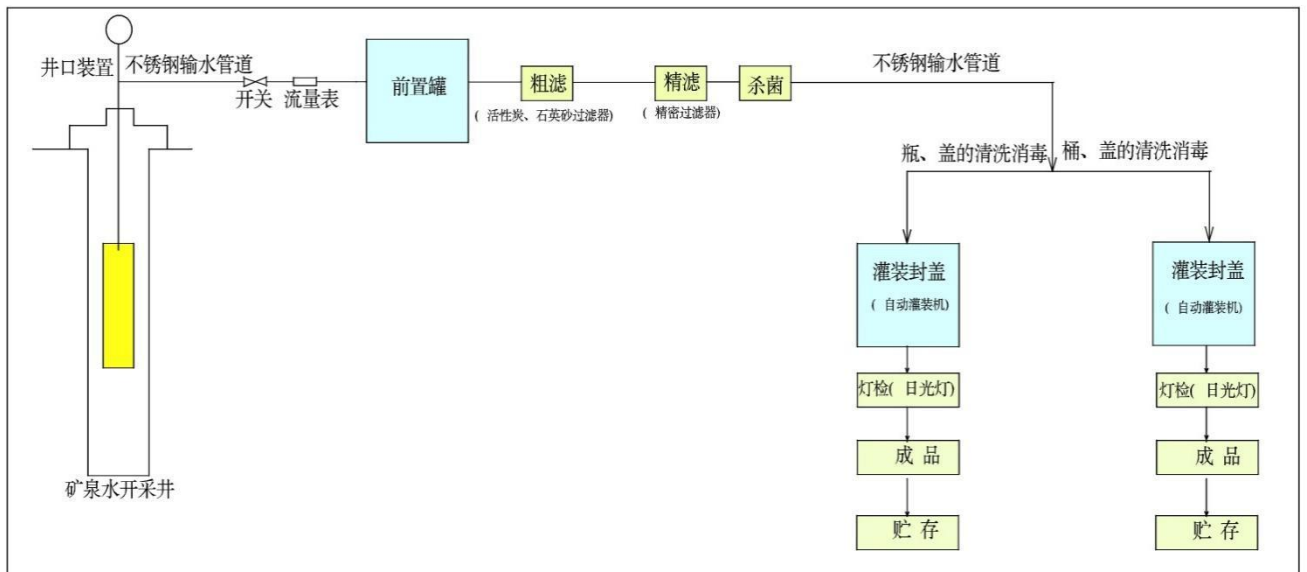 井口装置
不锈钢输水管道
开关
流量表
前置罐
粗滤
( 活性炭、石英砂过滤器)
精滤
( 精密过滤器)
杀菌
不锈钢输水管道
瓶、盖的清洗消毒
桶、盖的清洗消毒
灌装封盖
( 自动灌装机)
灌装封盖
( 自动灌装机)
灯检( 日光灯)
灯检( 日光灯)
成 品
成 品
贮 存
贮 存
矿泉水开采井